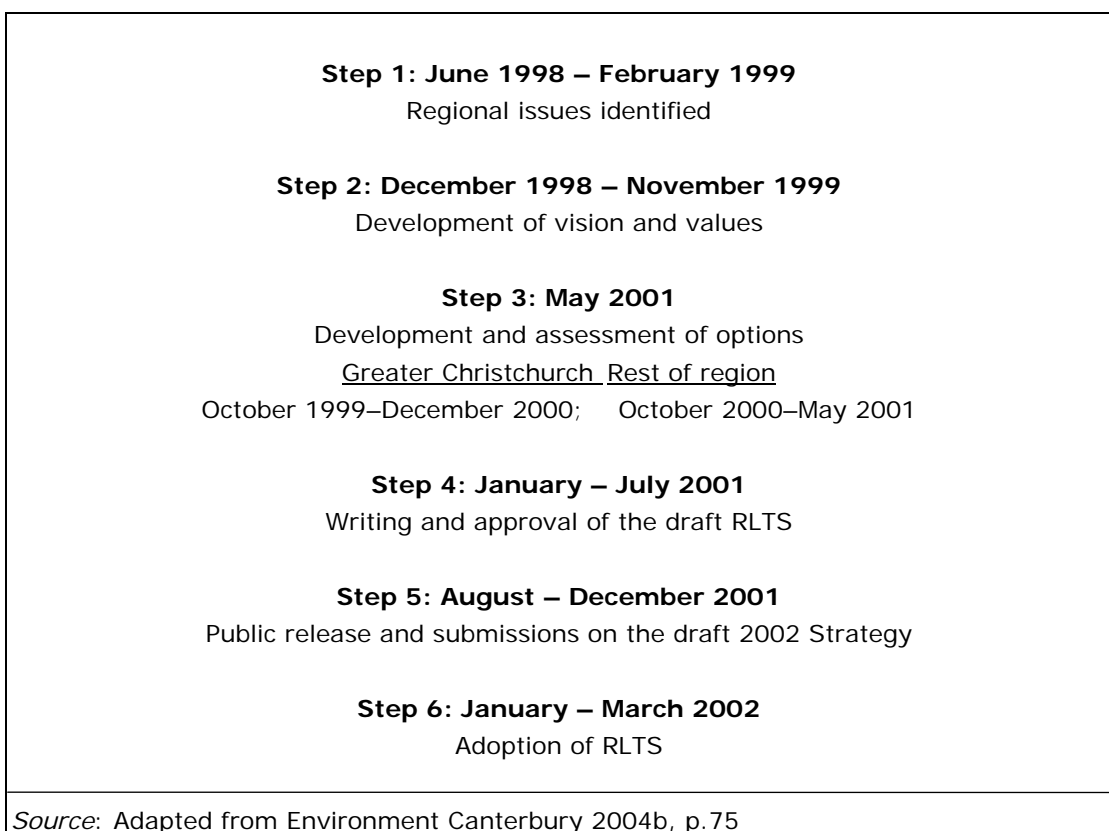 Step 1: June 1998 – February 1999
Regional issues identified
Step 2: December 1998 – November 1999
Development of vision and values
Step 3: May 2001
Development and assessment of options
Greater Christchurch Rest of region
October 1999–December 2000; October 2000–May 2001
Step 4: January – July 2001
Writing and approval of the draft RLTS
Step 5: August – December 2001
Public release and submissions on the draft 2002 Strategy
Step 6: January – March 2002
Adoption of RLTS
Source: Adapted from Environment Canterbury 2004b, p.75